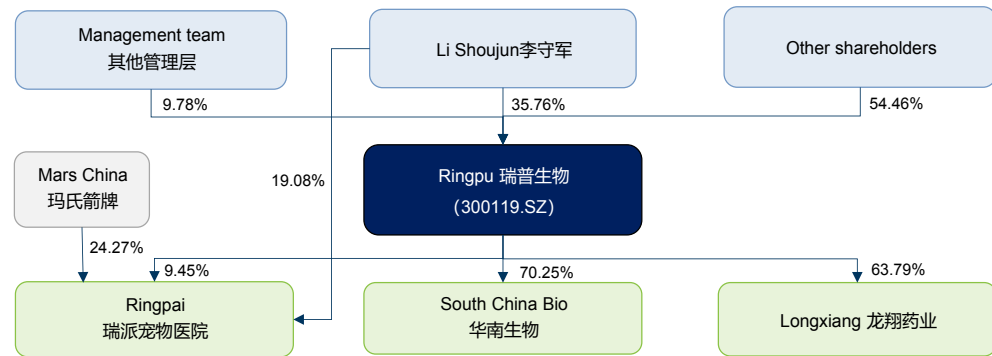 Management team
其他管理层
Li Shoujun李守军
Other shareholders
9.78%
35.76%
54.46%
Mars China
玛氏箭牌
19.08%
Ringpu 瑞普生物
(300119.SZ)
24.27%
9.45%
70.25%
63.79%
Ringpai
瑞派宠物医院
South China Bio
华南生物
Longxiang 龙翔药业